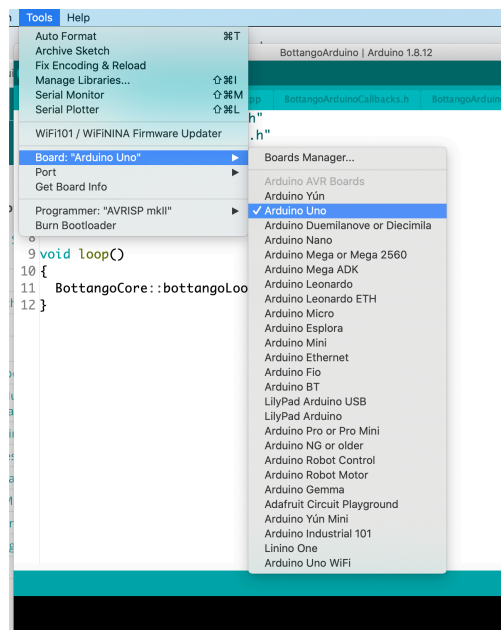 Tools Help
Auto Format ⌘T
Archive Sketch
Fix Encoding & Reload
Manage Libraries... ⇧⌘I
Serial Monitor ⇧⌘M
Serial Plotter ⇧⌘L
WiFi101 / WiFiNINA Firmware Updater
Board: "Arduino Uno"
Port
Get Board Info
Programmer: "AVRISP mkII"
Burn Bootloader
BottangoArduino | Arduino 1.8.12
BottangoArduinoCallbacks.h
h"
.h"
Boards Manager...
Arduino AVR Boards
Arduino Yún
✓ Arduino Uno
Arduino Duemilanove or Diecimila
Arduino Nano
Arduino Mega or Mega 2560
Arduino Mega ADK
Arduino Leonardo
Arduino Leonardo ETH
Arduino Micro
Arduino Esplora
Arduino Mini
Arduino Ethernet
Arduino Fio
Arduino BT
LilyPad Arduino USB
LilyPad Arduino
Arduino Pro or Pro Mini
Arduino NG or older
Arduino Robot Control
Arduino Robot Motor
Arduino Gemma
Adafruit Circuit Playground
Arduino Yún Mini
Arduino Industrial 101
Linino One
Arduino Uno WiFi
8
9 void loop()
10 {
11 BottangoCore::bottangoLoo
12 }